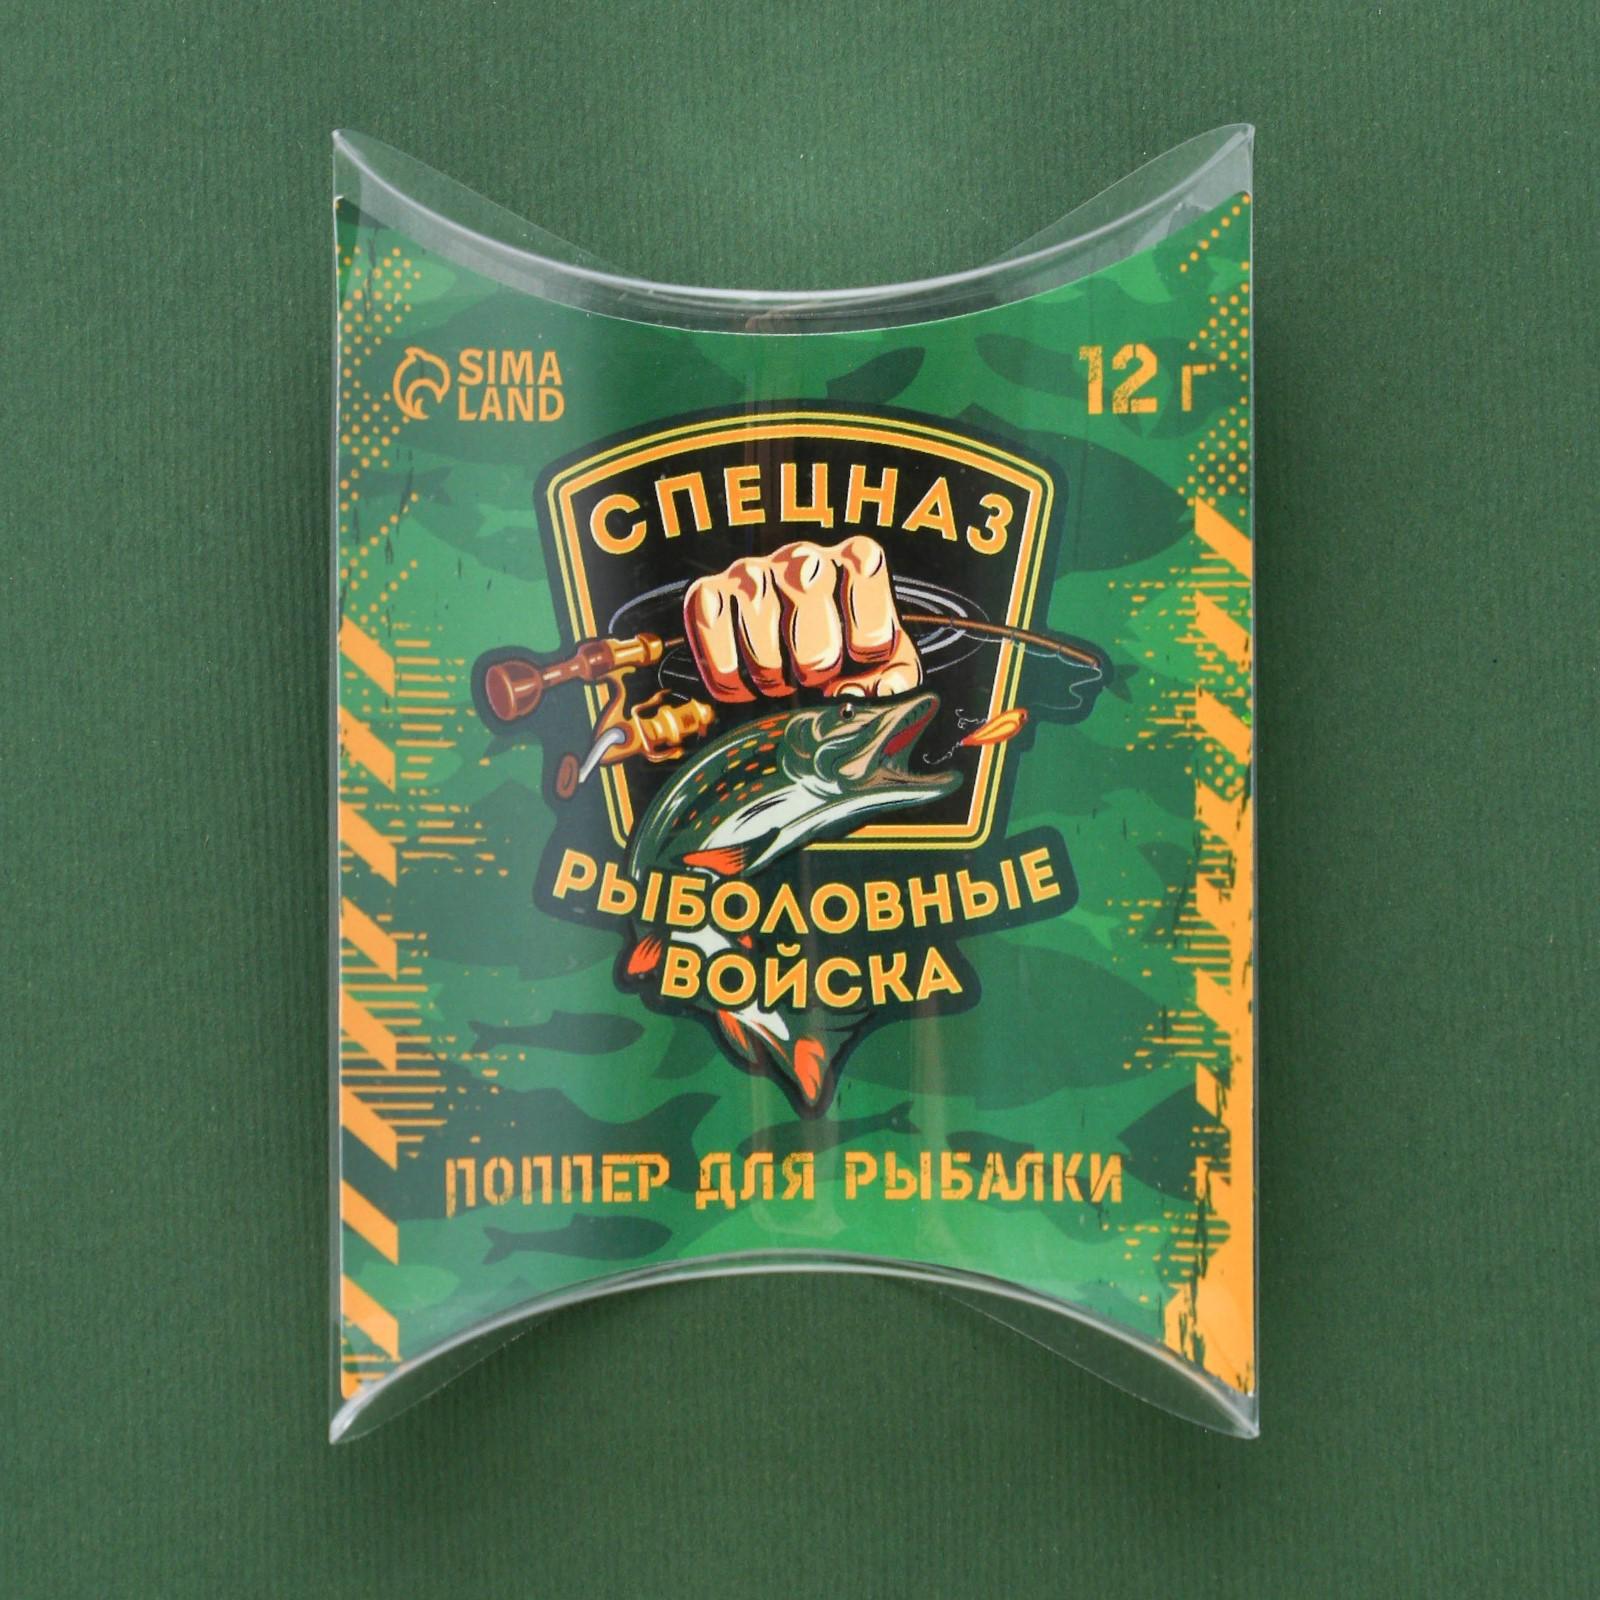 SIMA
LAND
12 г
СПЕЦНАЗ
РЫБОЛОВНЫЕ
ВОЙСКА
ПОППЕР ДЛЯ РЫБАЛКИ